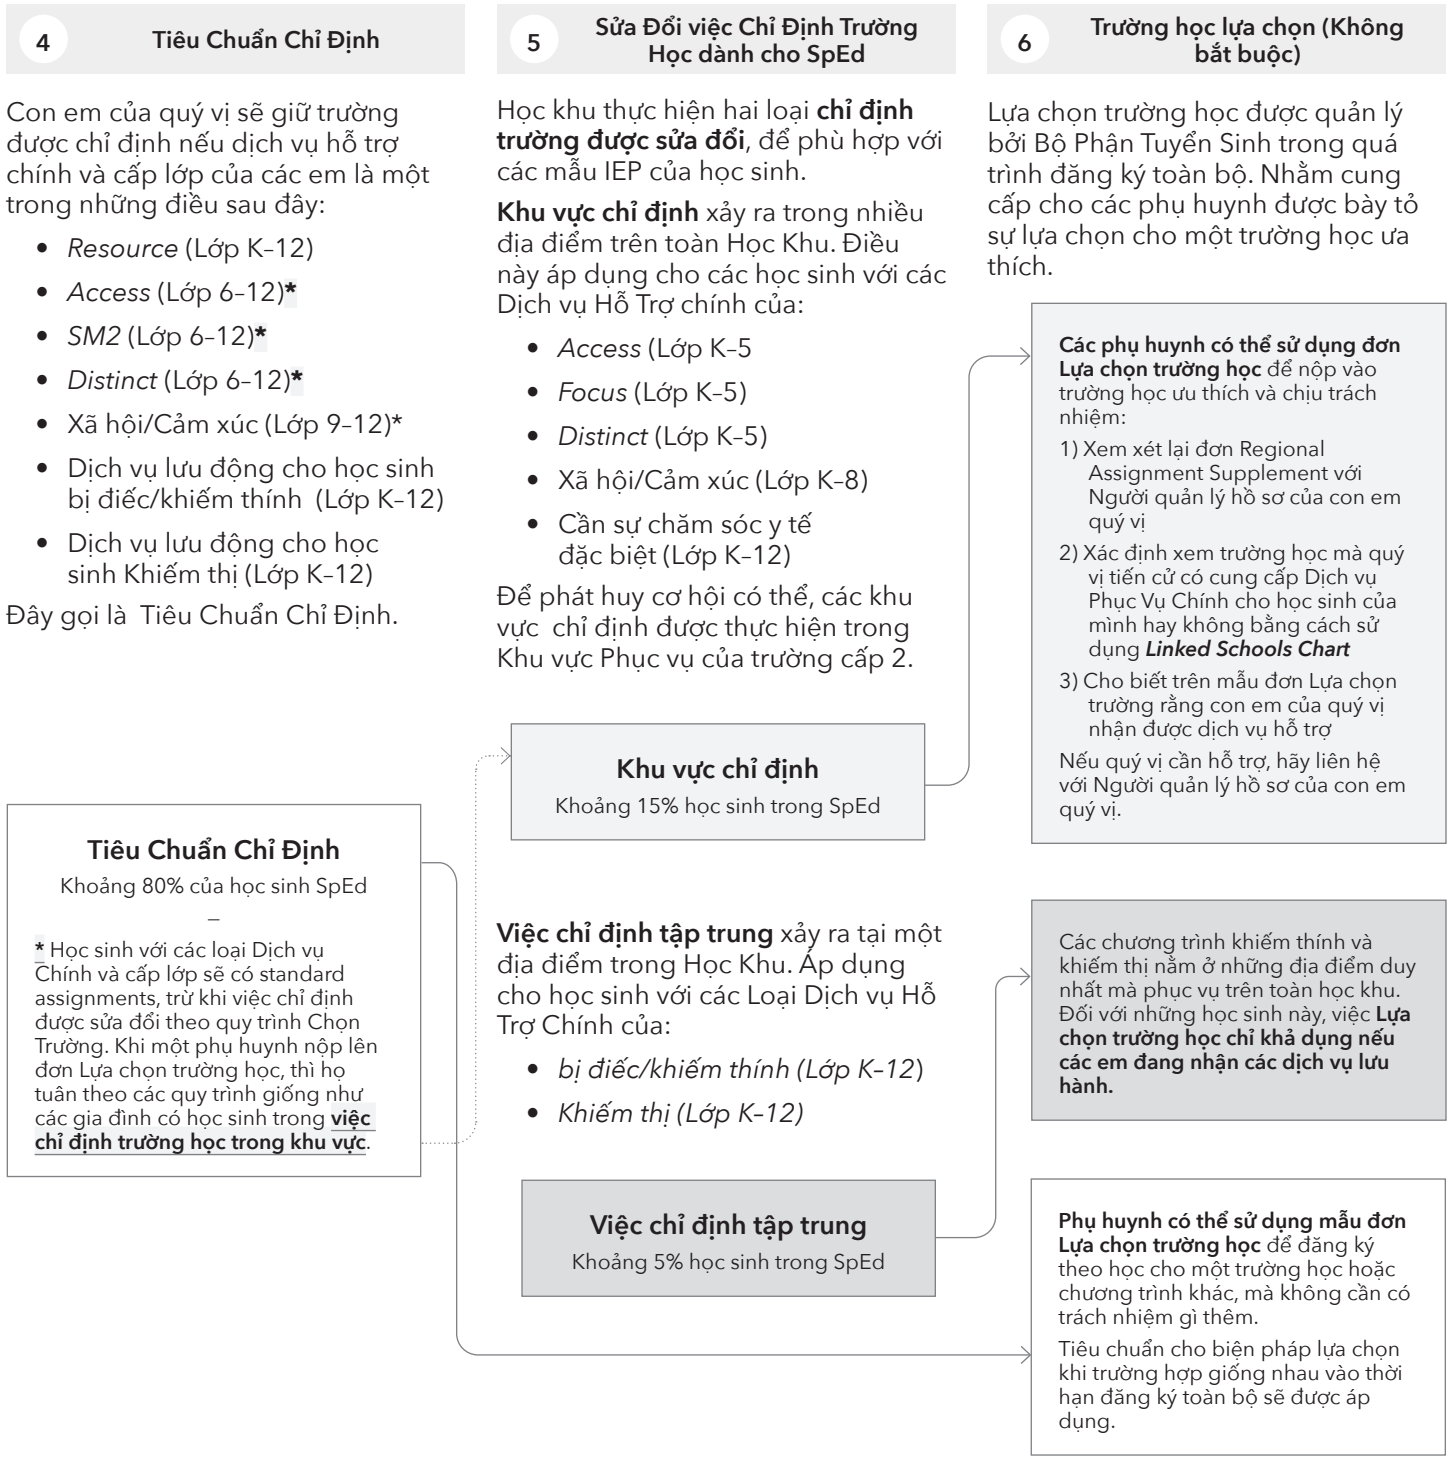 4
Tiêu Chuẩn Chỉ Định
Con em của quý vị sẽ giữ trường
được chỉ định nếu dịch vụ hỗ trợ
chính và cấp lớp của các em là một
trong những điều sau đây:
• Resource (Lớp K–12)
• Access (Lớp 6–12)*
• SM2 (Lớp 6–12)*
• Distinct (Lớp 6–12)*
• Xã hội/Cảm xúc (Lớp 9–12)*
• Dịch vụ lưu động cho học sinh
bị điếc/khiếm thính (Lớp K–12)
• Dịch vụ lưu động cho học
sinh Khiếm thị (Lớp K–12)
Đây gọi là Tiêu Chuẩn Chỉ Định.
Tiêu Chuẩn Chỉ Định
Khoảng 80% của học sinh SpEd
_
* Học sinh với các loại Dịch vụ
Chính và cấp lớp sẽ có standard
assignments, trừ khi việc chỉ định
được sửa đổi theo quy trình Chọn
Trường. Khi một phụ huynh nộp lên
đơn Lựa chọn trường học, thì họ
tuân theo các quy trình giống như
các gia đình có học sinh trong việc
chỉ định trường học trong khu vực.
5
Sửa Đổi việc Chỉ Định Trường
Học dành cho SpEd
Học khu thực hiện hai loại chỉ định
trường được sửa đổi, để phù hợp với
các mẫu IEP của học sinh.
Khu vực chỉ định xảy ra trong nhiều
địa điểm trên toàn Học Khu. Điều
này áp dụng cho các học sinh với các
Dịch vụ Hỗ Trợ chính của:
• Access (Lớp K–5
• Focus (Lớp K–5)
• Distinct (Lớp K–5)
• Xã hội/Cảm xúc (Lớp K–8)
• Cần sự chăm sóc y tế
đặc biệt (Lớp K–12)
Để phát huy cơ hội có thể, các khu
vực chỉ định được thực hiện trong
Khu vực Phục vụ của trường cấp 2.
Khu vực chỉ định
Khoảng 15% học sinh trong SpEd
Việc chỉ định tập trung xảy ra tại một
địa điểm trong Học Khu. Áp dụng
cho học sinh với các Loại Dịch vụ Hỗ
Trợ Chính của:
• bị điếc/khiếm thính (Lớp K–12)
• Khiếm thị (Lớp K–12)
Việc chỉ định tập trung
Khoảng 5% học sinh trong SpEd
6
Trường học lựa chọn (Không
bắt buộc)
Lựa chọn trường học được quản lý
bởi Bộ Phận Tuyển Sinh trong quá
trình đăng ký toàn bộ. Nhằm cung
cấp cho các phụ huynh được bày tỏ
sự lựa chọn cho một trường học ưa
thích.
Các phụ huynh có thể sử dụng đơn
Lựa chọn trường học để nộp vào
trường học ưu thích và chịu trách
nhiệm:
1) Xem xét lại đơn Regional
Assignment Supplement với
Người quản lý hồ sơ của con em
quý vị
2) Xác định xem trường học mà quý
vị tiến cử có cung cấp Dịch vụ
Phục Vụ Chính cho học sinh của
mình hay không bằng cách sử
dụng Linked Schools Chart
3) Cho biết trên mẫu đơn Lựa chọn
trường rằng con em của quý vị
nhận được dịch vụ hỗ trợ
Nếu quý vị cần hỗ trợ, hãy liên hệ
với Người quản lý hồ sơ của con em
quý vị.
Các chương trình khiếm thính và
khiếm thị nằm ở những địa điểm duy
nhất mà phục vụ trên toàn học khu.
Đối với những học sinh này, việc Lựa
chọn trường học chỉ khả dụng nếu
các em đang nhận các dịch vụ lưu
hành.
Phụ huynh có thể sử dụng mẫu đơn
Lựa chọn trường học để đăng ký
theo học cho một trường học hoặc
chương trình khác, mà không cần có
trách nhiệm gì thêm.
Tiêu chuẩn cho biện pháp lựa chọn
khi trường hợp giống nhau vào thời
hạn đăng ký toàn bộ sẽ được áp
dụng.